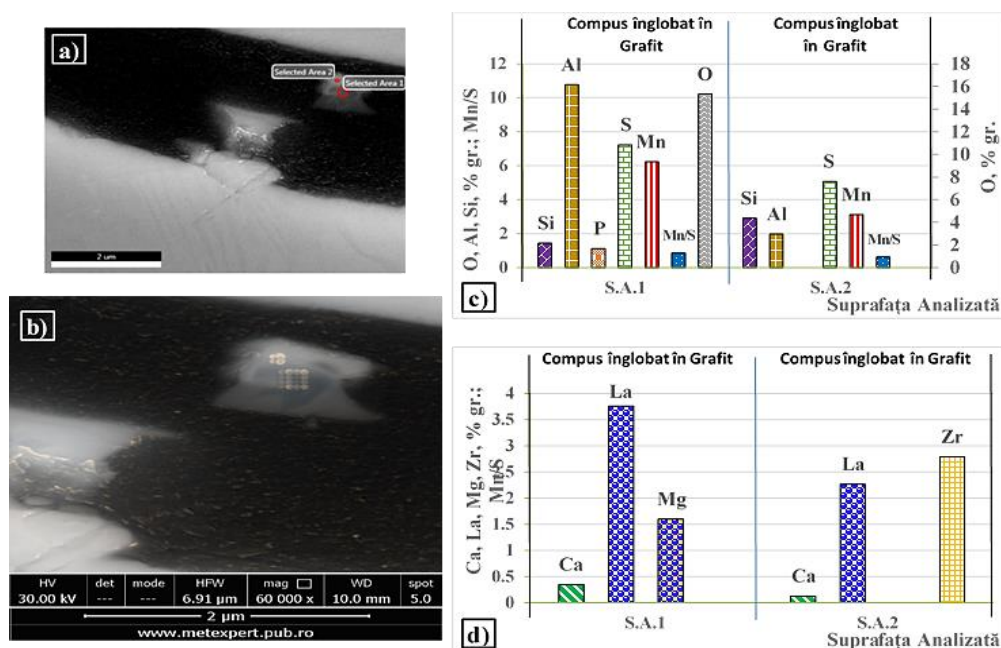 a)
Selected Area 2
Selected Area 1
2 um
b)
HV det mode HFW mag WD spot
30.00 kV --- --- 6.91 µm 60 000 x 10.0 mm 5.0
2 µm
www.metexpert.pub.ro
Compus înglobat în
Grafit
Compus înglobat
în Grafit
O, Al, Si, % gr.; Mn/S
12
10
8
6
4
2
0
Si
Al
P
S
Mn
Mn/S
O
Si
Al
S
Mn
Mn/S
18
16
14
12
10
8
6
4
2
0
O, % gr.
S.A.1
S.A.2
Suprafața Analizată
c)
Compus înglobat în Grafit
Compus înglobat în Grafit
Ca, La, Mg, Zr, % gr.;
Mn/S
4
3.5
3
2.5
2
1.5
1
0.5
0
Ca
La
Mg
Ca
La
Zr
S.A.1
S.A.2
Suprafața Analizată
d)